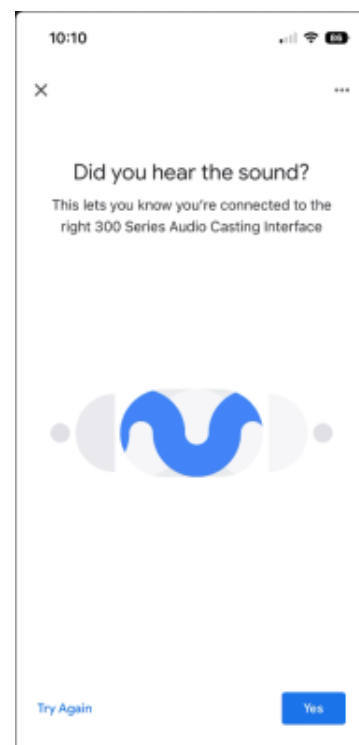 10:10
Did you hear the sound?
This lets you know you're connected to the
right 300 Series Audio Casting Interface
Try Again
Yes